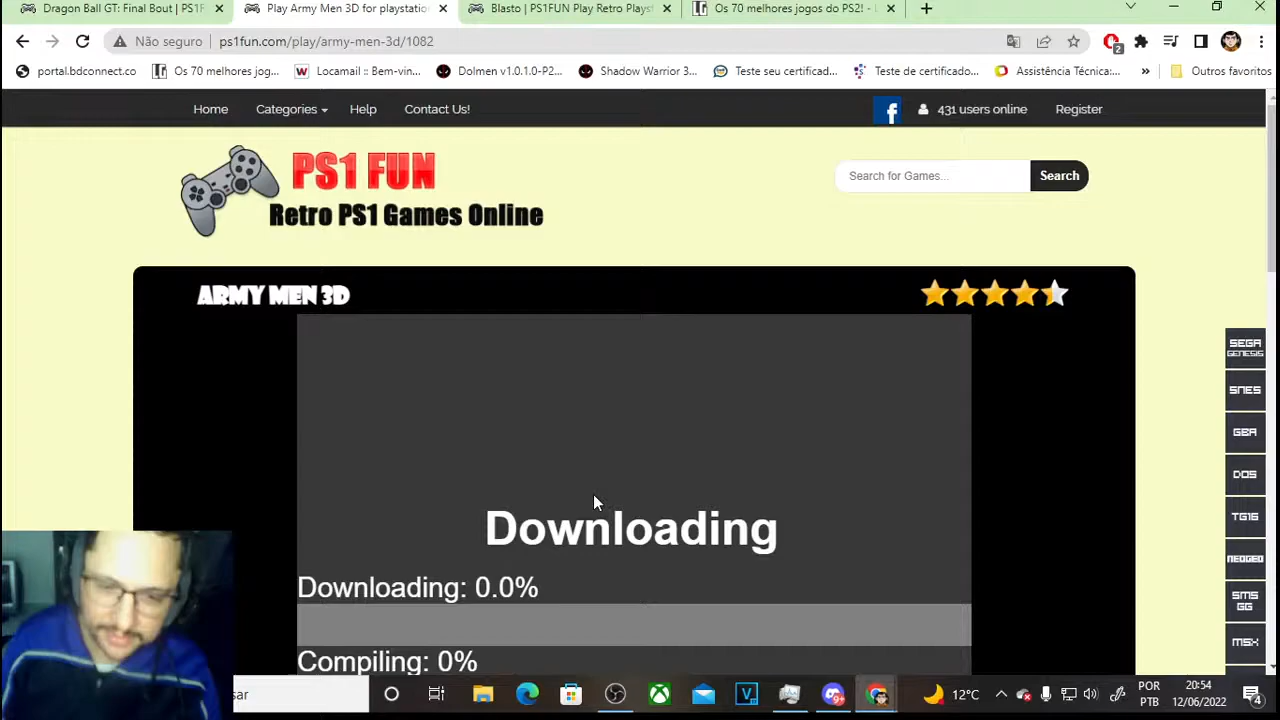 Dragon Ball GT: Final Bout | PS1F
Play Army Men 3D for playstatio
Blasto | PS1FUN Play Retro Playst
Os 70 melhores jogos do PS2! -
Não seguro | ps1fun.com/play/army-men-3d/1082
2
portal.bdconnect.co
Os 70 melhores jog...
Locamail :: Bem-vin...
Dolmen v1.0.1.0-P2...
Shadow Warrior 3...
Teste seu certificad...
Teste de certificado...
Assistência Técnica:...
»
Outros favoritos
Home
Categories
Help
Contact Us!
f
431 users online
Register
PS1 FUN
Retro PS1 Games Online
Search for Games...
Search
ARMY MEN 3D
SEGA GENESIS
SNES
GBA
DOS
TG16
NEOGEO
SMS GG
MSX
Downloading
Downloading: 0.0%
Compiling: 0%
sar
12°C
POR
PTB
20:54
12/06/2022
4